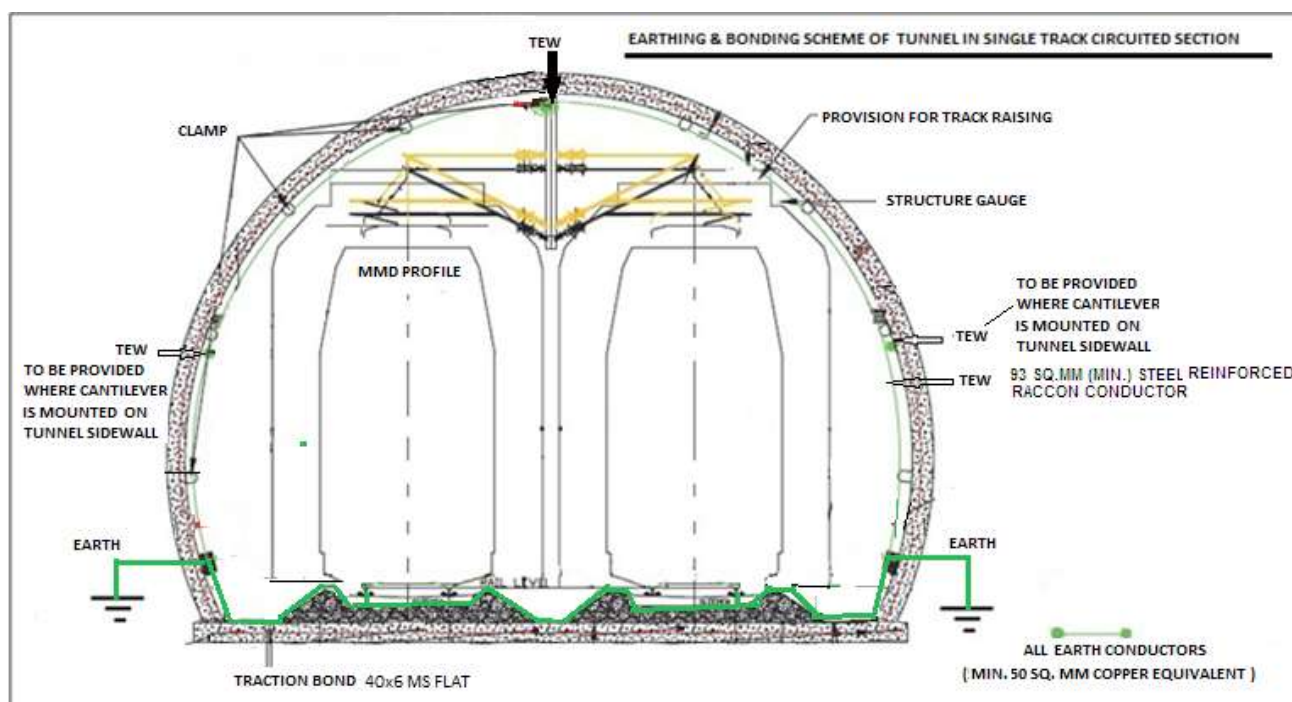 TEW
EARTHING & BONDING SCHEME OF TUNNEL IN SINGLE TRACK CIRCUITED SECTION
CLAMP
PROVISION FOR TRACK RAISING
STRUCTURE GAUGE
MMD PROFILE
TO BE PROVIDED
WHERE CANTILEVER
IS MOUNTED ON
TUNNEL SIDEWALL
TEW
TEW
TO BE PROVIDED
WHERE CANTILEVER
IS MOUNTED ON
TUNNEL SIDEWALL
TEW
93 SQ.MM (MIN.) STEEL REINFORCED
RACCON CONDUCTOR
EARTH
EARTH
RAIL LEVEL
ALL EARTH CONDUCTORS
( MIN. 50 SQ. MM COPPER EQUIVALENT )
TRACTION BOND 40x6 MS FLAT